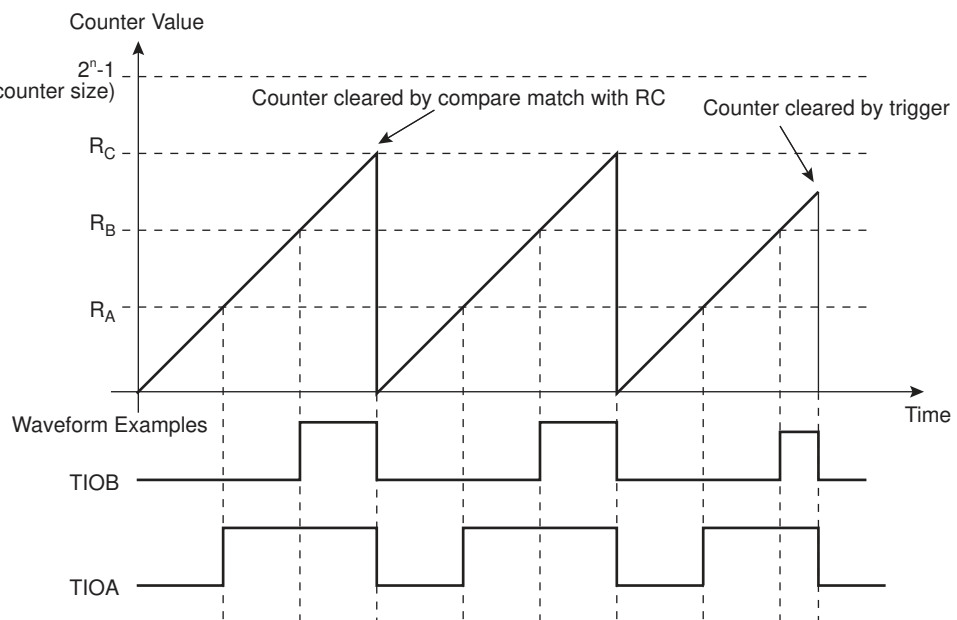 Counter Value
2ⁿ-1
counter size)
Counter cleared by compare match with RC
Counter cleared by trigger
R_C
R_B
R_A
Time
Waveform Examples
TIOB
TIOA